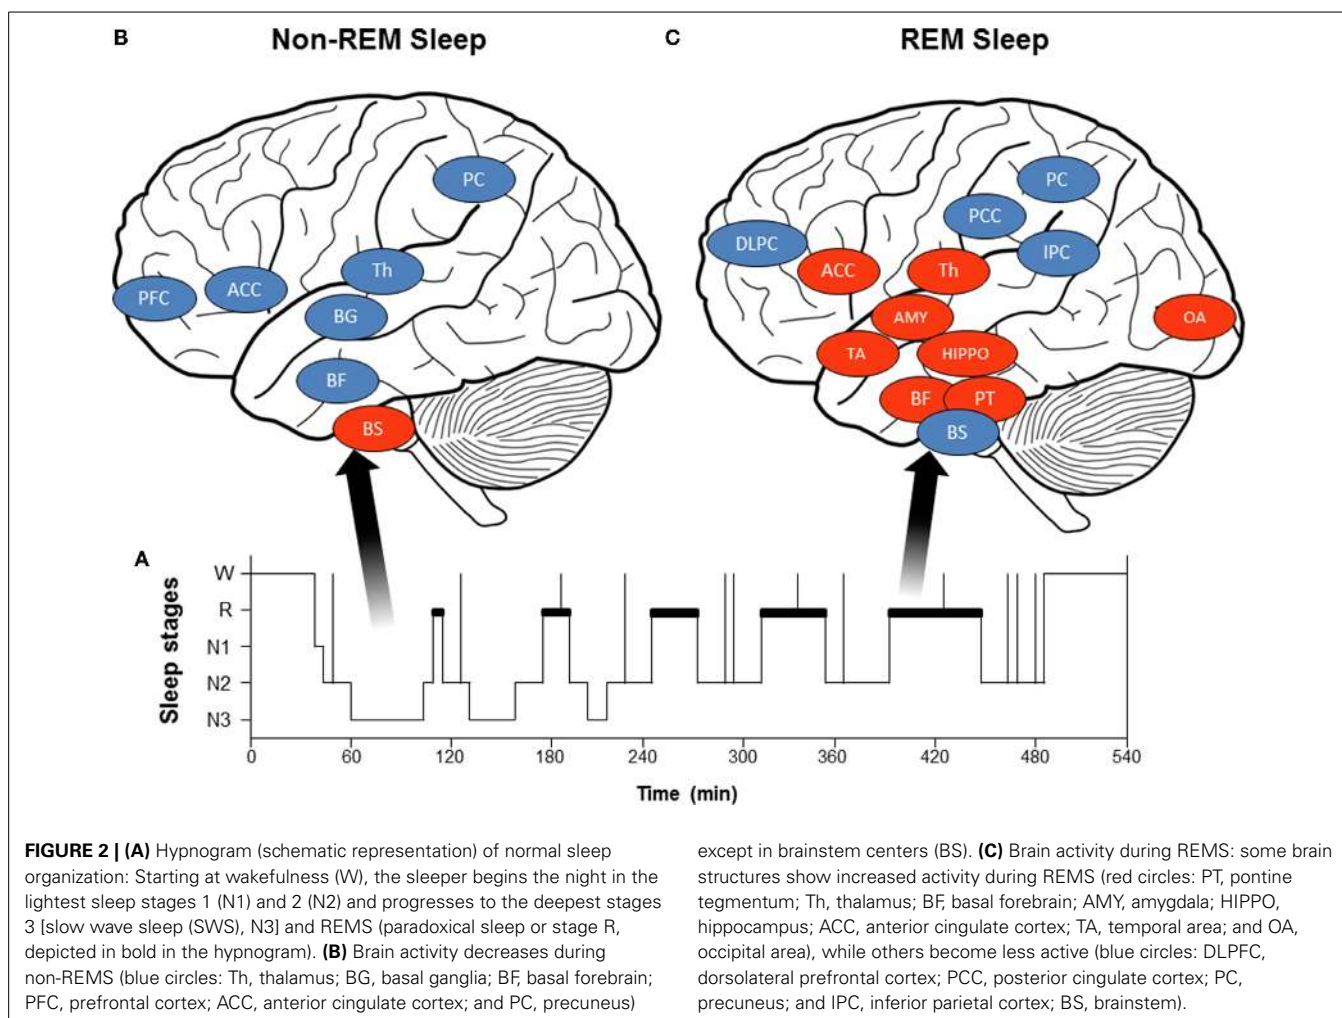 B
Non-REM Sleep
C
REM Sleep
PC
Th
PFC
ACC
BG
BF
BS
PC
PCC
DLPC
IPC
ACC
Th
AMY
OA
TA
HIPPO
BF
PT
BS
A
Sleep stages
W
R
N1
N2
N3
0 60 120 180 240 300 360 420 480 540
Time (min)
FIGURE 2 | (A) Hypnogram (schematic representation) of normal sleep
organization: Starting at wakefulness (W), the sleeper begins the night in the
lightest sleep stages 1 (N1) and 2 (N2) and progresses to the deepest stages
3 [slow wave sleep (SWS), N3] and REMS (paradoxical sleep or stage R,
depicted in bold in the hypnogram). (B) Brain activity decreases during
non-REMS (blue circles: Th, thalamus; BG, basal ganglia; BF, basal forebrain;
PFC, prefrontal cortex; ACC, anterior cingulate cortex; and PC, precuneus)
except in brainstem centers (BS). (C) Brain activity during REMS: some brain
structures show increased activity during REMS (red circles: PT, pontine
tegmentum; Th, thalamus; BF, basal forebrain; AMY, amygdala; HIPPO,
hippocampus; ACC, anterior cingulate cortex; TA, temporal area; and OA,
occipital area), while others become less active (blue circles: DLPFC,
dorsolateral prefrontal cortex; PCC, posterior cingulate cortex; PC,
precuneus; and IPC, inferior parietal cortex; BS, brainstem).